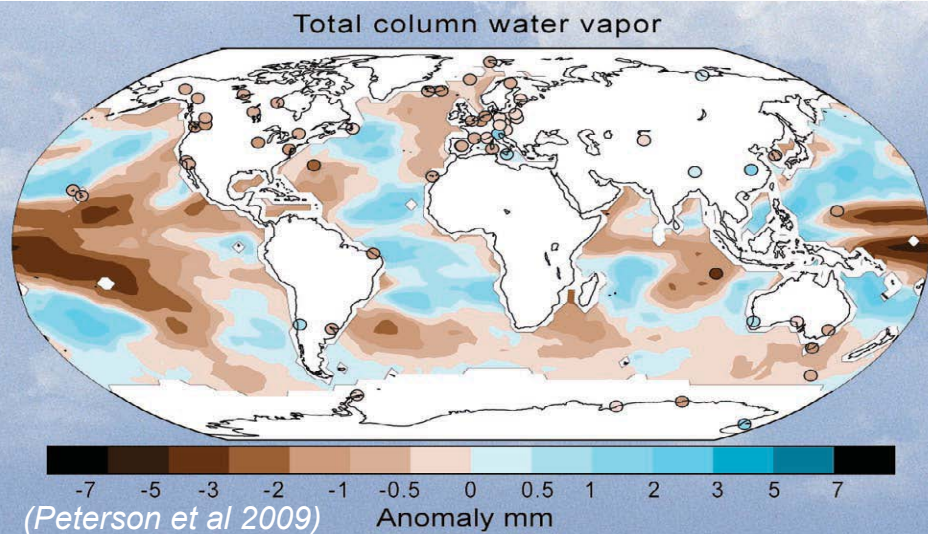 Total column water vapor
-7 -5 -3 -2 -1 -0.5 0 0.5 1 2 3 5 7
(Peterson et al 2009) Anomaly mm